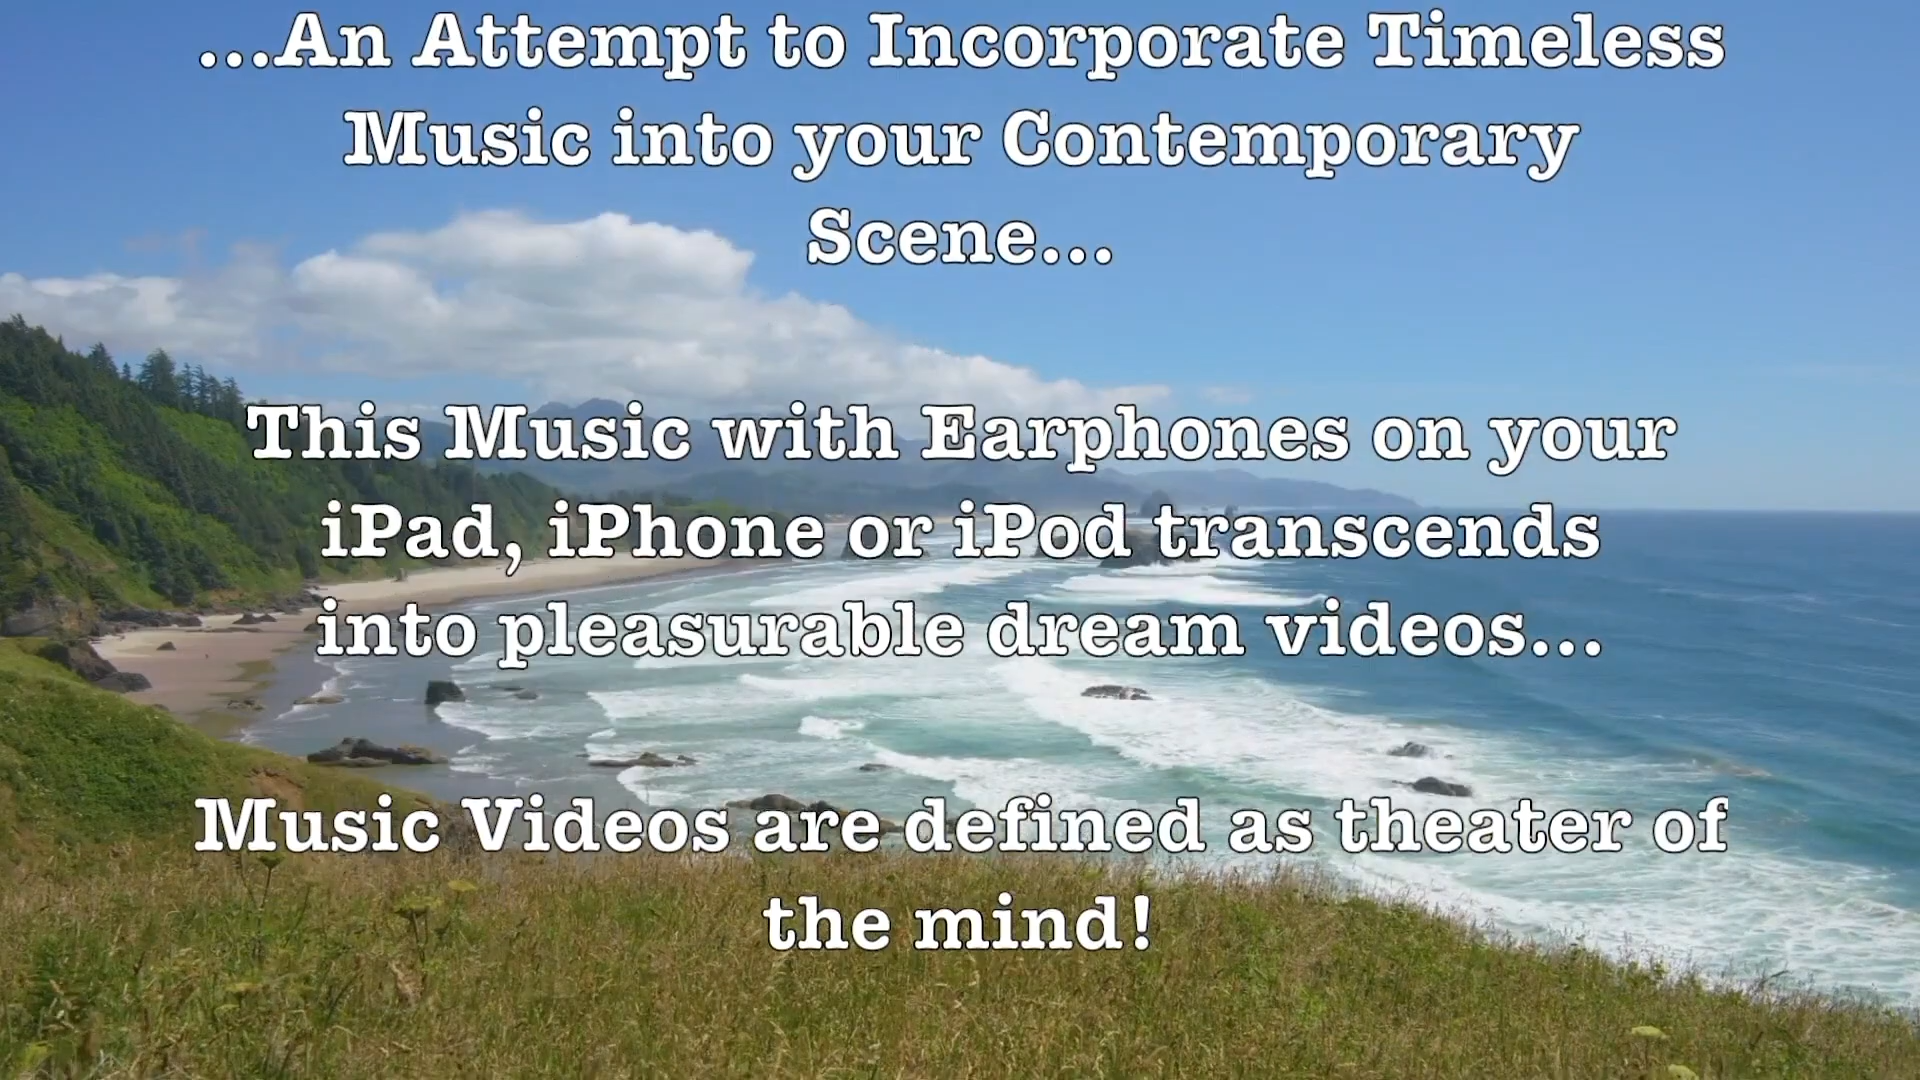 ...An Attempt to Incorporate Timeless
Music into your Contemporary
Scene...
This Music with Earphones on your
iPad, iPhone or iPod transcends
into pleasurable dream videos...
Music Videos are defined as theater of
the mind!